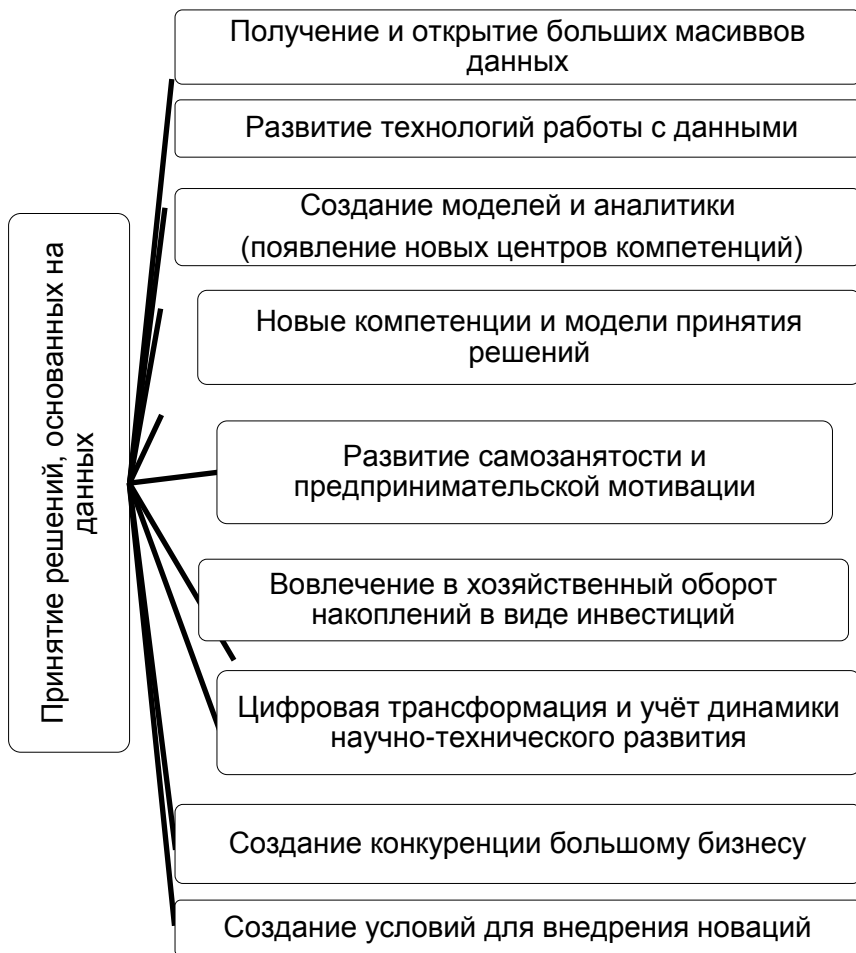 Получение и открытие больших масиввов
данных
Развитие технологий работы с данными
Создание моделей и аналитики
(появление новых центров компетенций)
Новые компетенции и модели принятия
решений
Принятие решений, основанных на
данных
Развитие самозанятости и
предпринимательской мотивации
Вовлечение в хозяйственный оборот
накоплений в виде инвестиций
Цифровая трансформация и учёт динамики
научно-технического развития
Создание конкуренции большому бизнесу
Создание условий для внедрения новаций